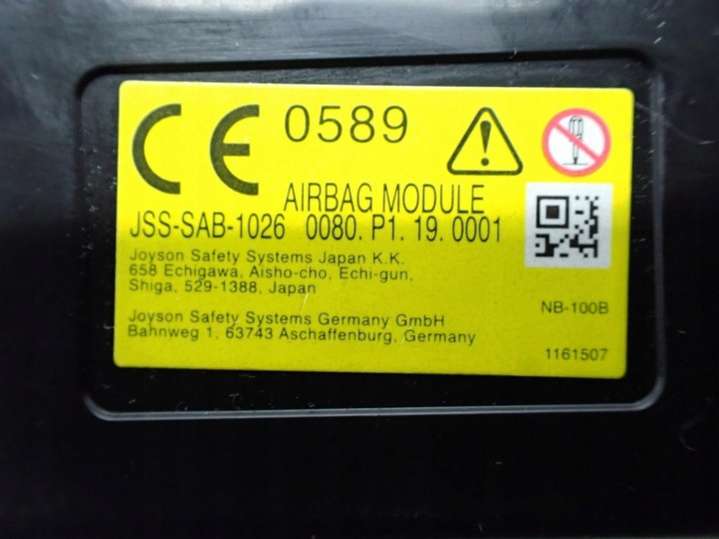 CE 0589
AIRBAG MODULE
JSS-SAB-1026 0080. P1. 19. 0001
Joyson Safety Systems Japan K.K.
658 Echigawa, Aisho-cho, Echi-gun,
Shiga, 529-1388, Japan
NB-100B
Joyson Safety Systems Germany GmbH
Bahnweg 1, 63743 Aschaffenburg, Germany
1161507